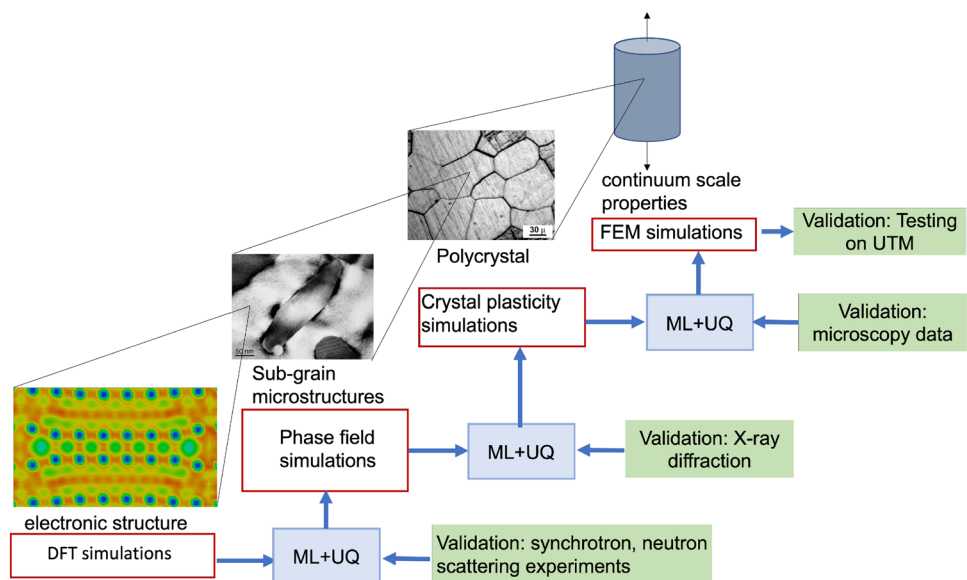 continuum scale
properties
FEM simulations
Validation: Testing
on UTM
30 μ
Polycrystal
Crystal plasticity
simulations
ML+UQ
Validation:
microscopy data
50 nm
Sub-grain
microstructures
Phase field
simulations
ML+UQ
Validation: X-ray
diffraction
electronic structure
DFT simulations
ML+UQ
Validation: synchrotron, neutron
scattering experiments